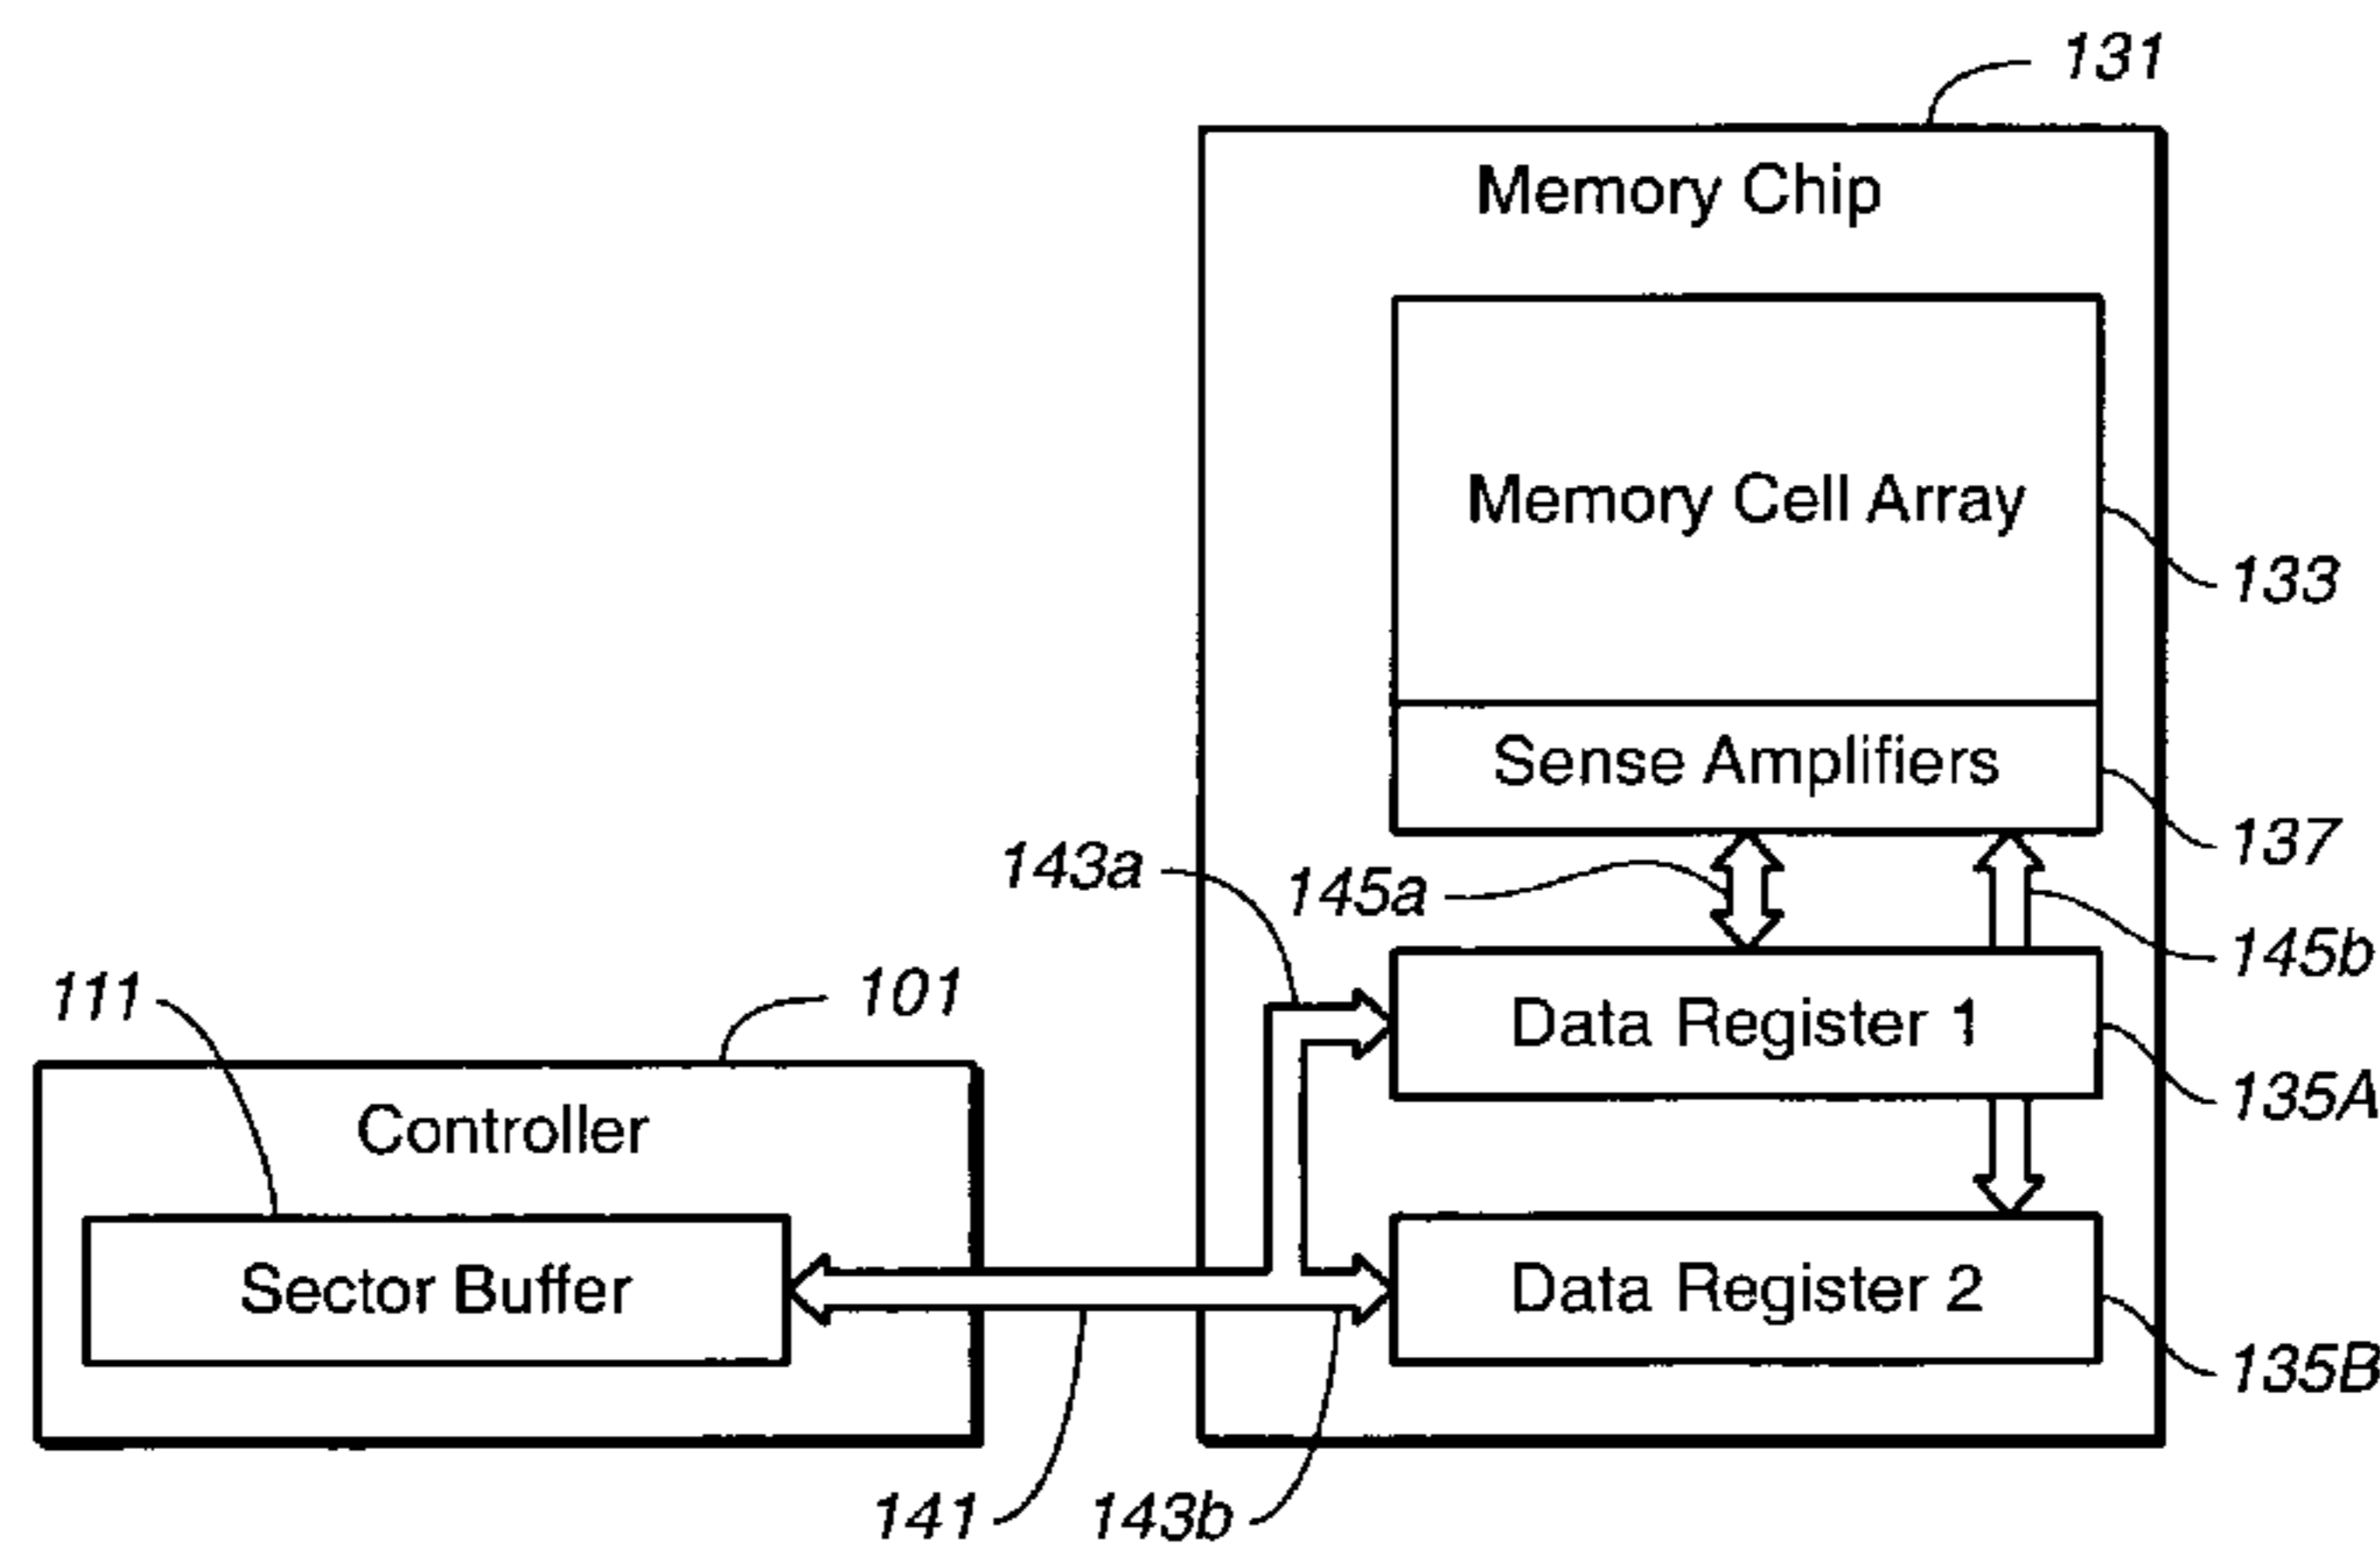 131
Memory Chip
Memory Cell Array
133
Sense Amplifiers
137
143a
145a
145b
111
101
Data Register 1
135A
Controller
Sector Buffer
Data Register 2
135B
141
143b